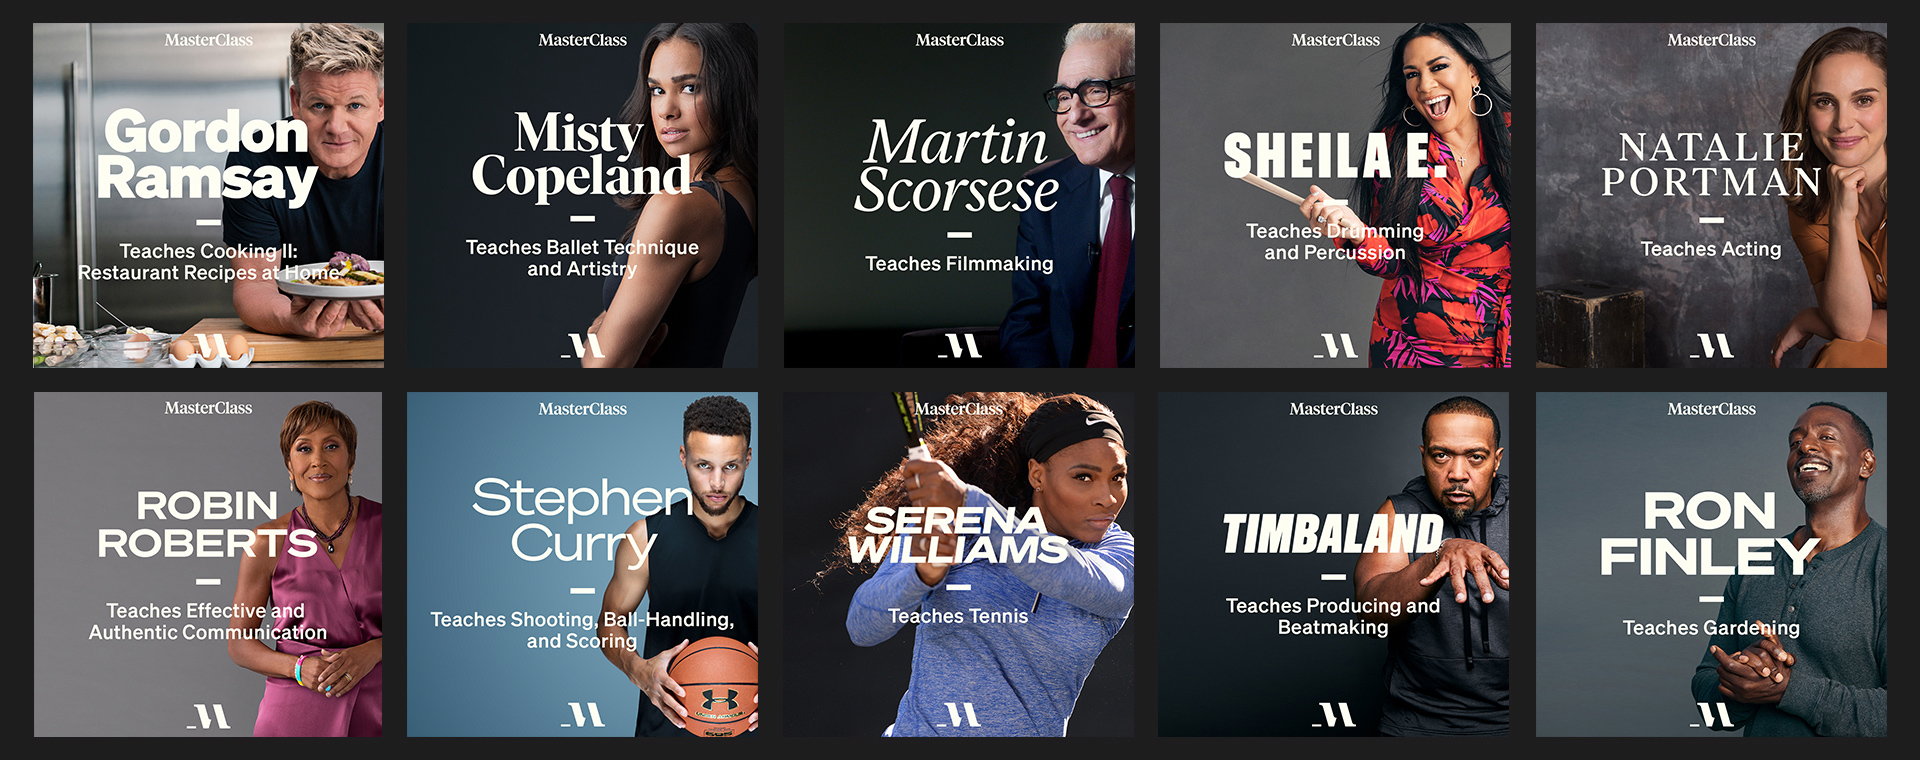 MasterClass
Gordon
Ramsay
Teaches Cooking II:
Restaurant Recipes at Home
MasterClass
Misty
Copeland
Teaches Ballet Technique
and Artistry
MasterClass
Martin
Scorsese
Teaches Filmmaking
MasterClass
SHEILA E.
Teaches Drumming
and Percussion
MasterClass
NATALIE
PORTMAN
Teaches Acting
MasterClass
ROBIN
ROBERTS
Teaches Effective and
Authentic Communication
MasterClass
Stephen
Curry
Teaches Shooting, Ball-Handling,
and Scoring
MasterClass
SERENA
WILLIAMS
Teaches Tennis
MasterClass
TIMBALAND
Teaches Producing and
Beatmaking
MasterClass
RON
FINLEY
Teaches Gardening